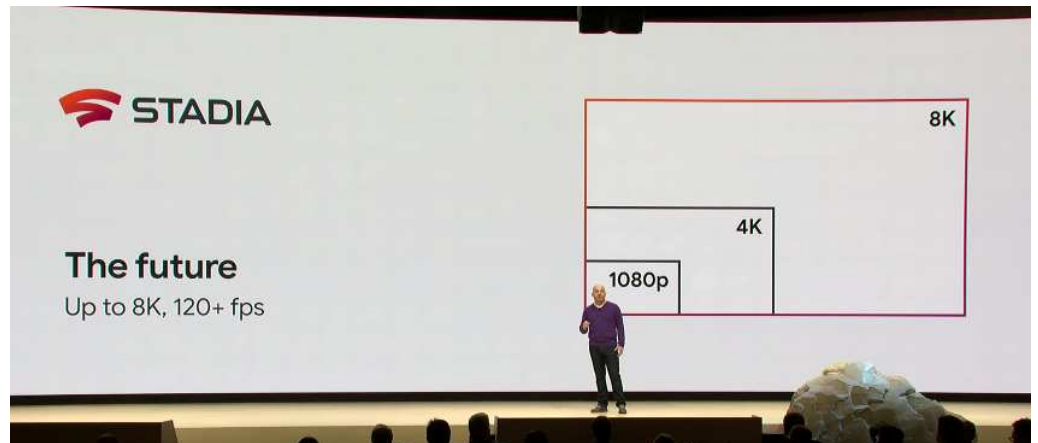 STADIA
The future
Up to 8K, 120+ fps
8K
4K
1080p